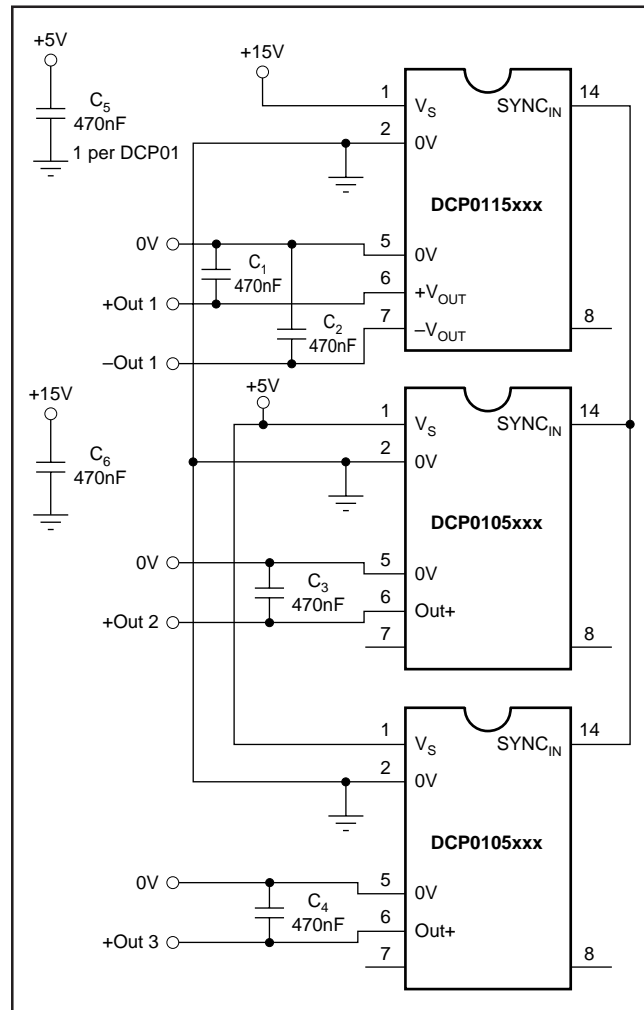 +5V
C5
470nF
1 per DCP01
+15V
1
VS
SYNCIN
14
2
0V
DCP0115xxx
0V
5
0V
C1
470nF
+Out 1
6
+VOUT
C2
470nF
–Out 1
7
–VOUT
8
+15V
C6
470nF
+5V
1
VS
SYNCIN
14
2
0V
DCP0105xxx
0V
5
0V
C3
470nF
+Out 2
6
Out+
7
8
1
VS
SYNCIN
14
2
0V
DCP0105xxx
0V
5
0V
C4
470nF
+Out 3
6
Out+
7
8